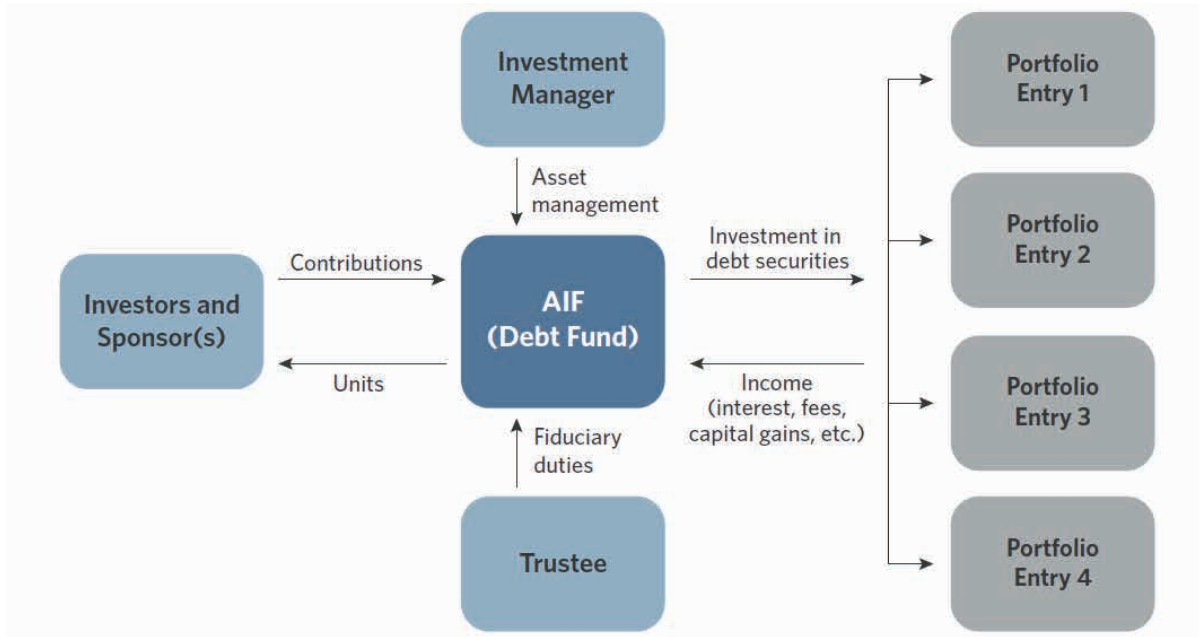 Investment
Manager
Asset
management
Investors and
Sponsor(s)
Contributions
Units
AIF
(Debt Fund)
Fiduciary
duties
Trustee
Investment in
debt securities
Income
(interest, fees,
capital gains, etc.)
Portfolio
Entry 1
Portfolio
Entry 2
Portfolio
Entry 3
Portfolio
Entry 4